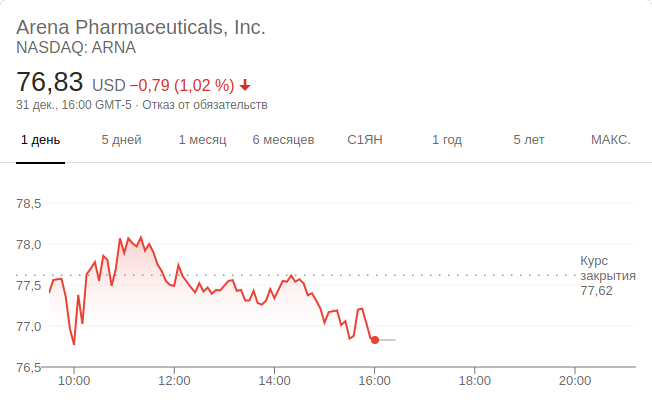 Arena Pharmaceuticals, Inc.
NASDAQ: ARNA
76,83 USD −0,79 (1,02 %)
31 дек., 16:00 GMT-5 · Отказ от обязательств
1 день 5 дней 1 месяц 6 месяцев С1ЯН 1 год 5 лет МАКС.
78,5
78,0
Курс
закрытия
77,62
77,5
77,0
76,5
10:00 12:00 14:00 16:00 18:00 20:00